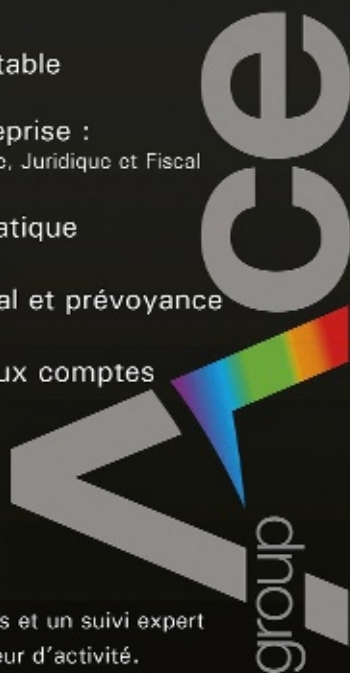 table
eprise :
e, Juridique et Fiscal
atique
al et prévoyance
ux comptes
s et un suivi expert
eur d'activité.
Ace
group